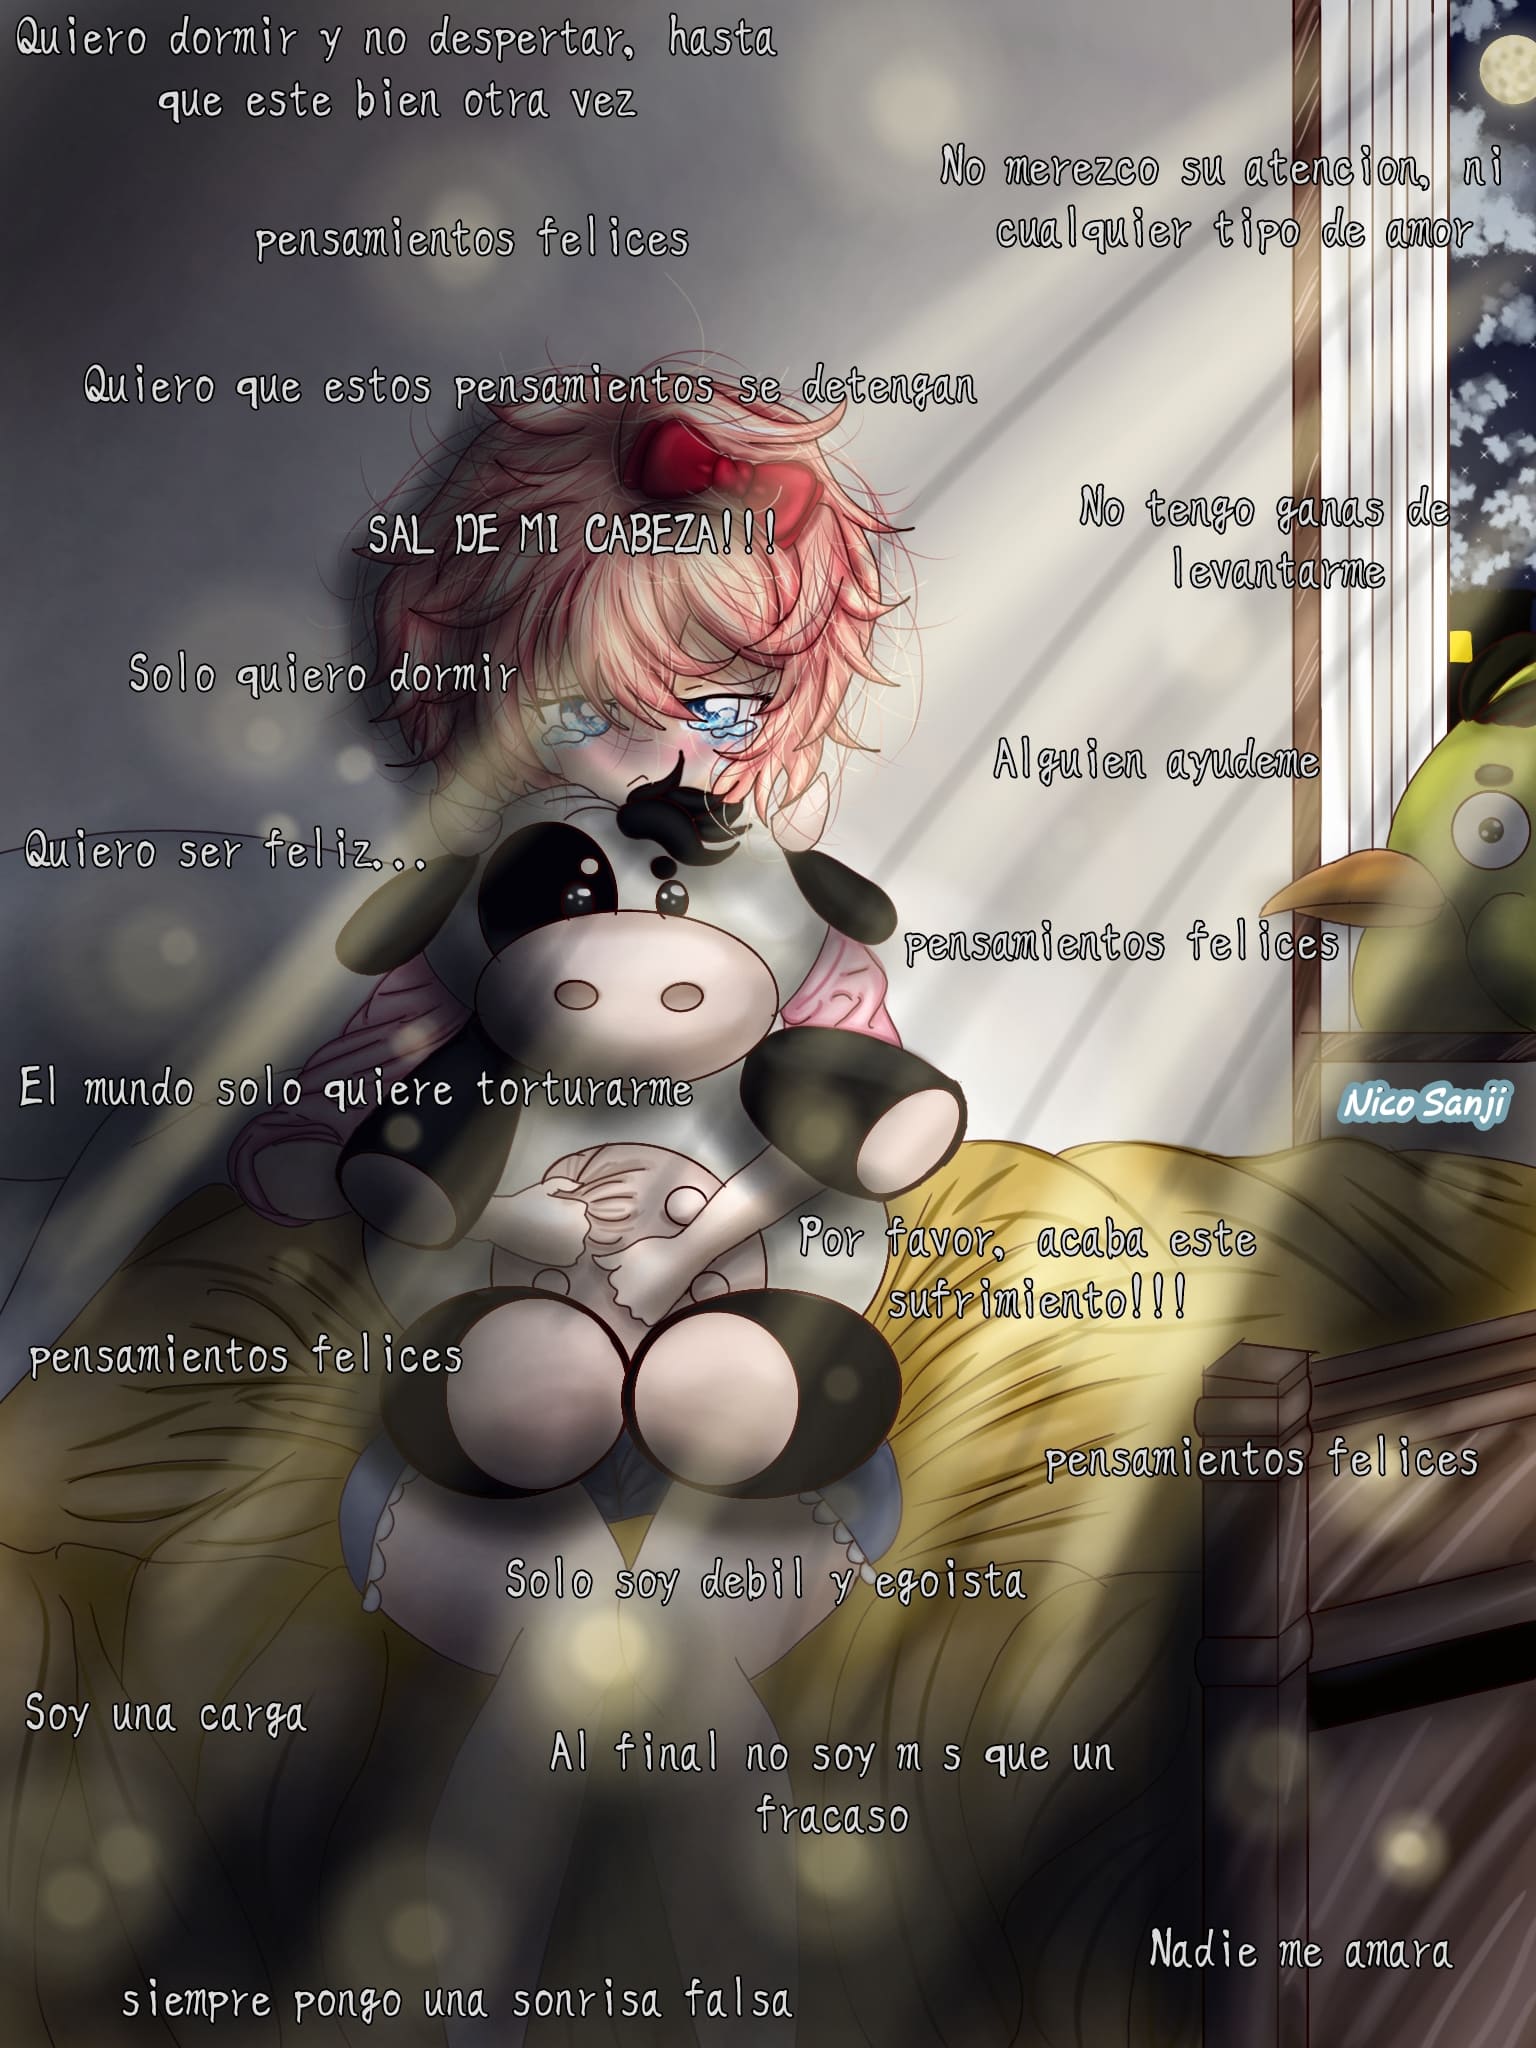 Quiero dormir y no despertar, hasta
que este bien otra vez
No merezco su atencion, ni
cualquier tipo de amor
pensamientos felices
Quiero que estos pensamientos se detengan
SAL DE MI CABEZA!!!
No tengo ganas de
levantarme
Solo quiero dormir
Alguien ayudeme
Quiero ser feliz...
pensamientos felices
El mundo solo quiere torturarme
Nico Sanji
Por favor, acaba este
sufrimiento!!!
pensamientos felices
pensamientos felices
Solo soy debil y egoista
Soy una carga
Al final no soy m s que un
fracaso
Nadie me amara
siempre pongo una sonrisa falsa